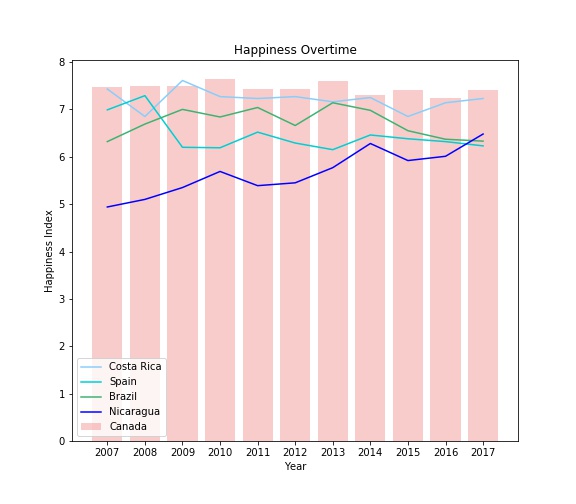 Happiness Overtime
8
7
6
5
4
3
2
1
0
Happiness Index
Costa Rica
Spain
Brazil
Nicaragua
Canada
2007 2008 2009 2010 2011 2012 2013 2014 2015 2016 2017
Year